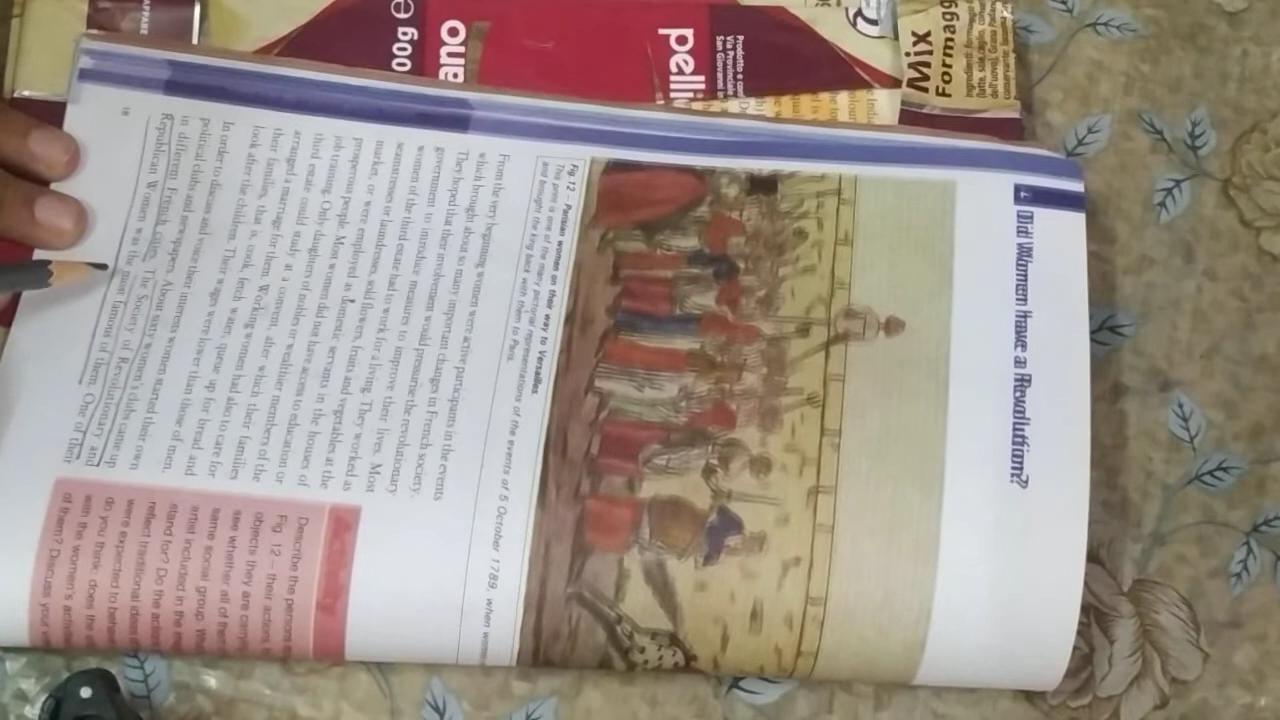 4 Did Women have a Revolution?
Fig. 12 – Parisian women on their way to Versailles.
This print is one of the many pictorial representations of the events of 5 October 1789, when women
and brought the king back with them to Paris.
From the very beginning women were active participants in the events
which brought about so many important changes in French society.
They hoped that their involvement would pressurise the revolutionary
government to introduce measures to improve their lives. Most
women of the third estate had to work for a living. They worked as
seamstresses or laundresses, sold flowers, fruits and vegetables at the
market, or were employed as domestic servants in the houses of
prosperous people. Most women did not have access to education or
job training. Only daughters of nobles or wealthier members of the
third estate could study at a convent, after which their families
arranged a marriage for them. Working women had also to care for
their families, that is, cook, fetch water, queue up for bread and
look after the children. Their wages were lower than those of men.
In order to discuss and voice their interests women started their own
political clubs and newspapers. About sixty women's clubs came up
in different French cities. The Society of Revolutionary and
Republican Women was the most famous of them. One of their
18
Describe the persons
Fig. 12 – their actions
objects they are carrying
see whether all of them
same social group.
artist included in the
stand for? Do the
reflect traditional ideas
were expected to behave
do you think: does the
with the women's activities
of them? Discuss your
Mix
Formagg
pelli
Prodotto e
Via Provinciale
San Giovanni in
ano
100g e